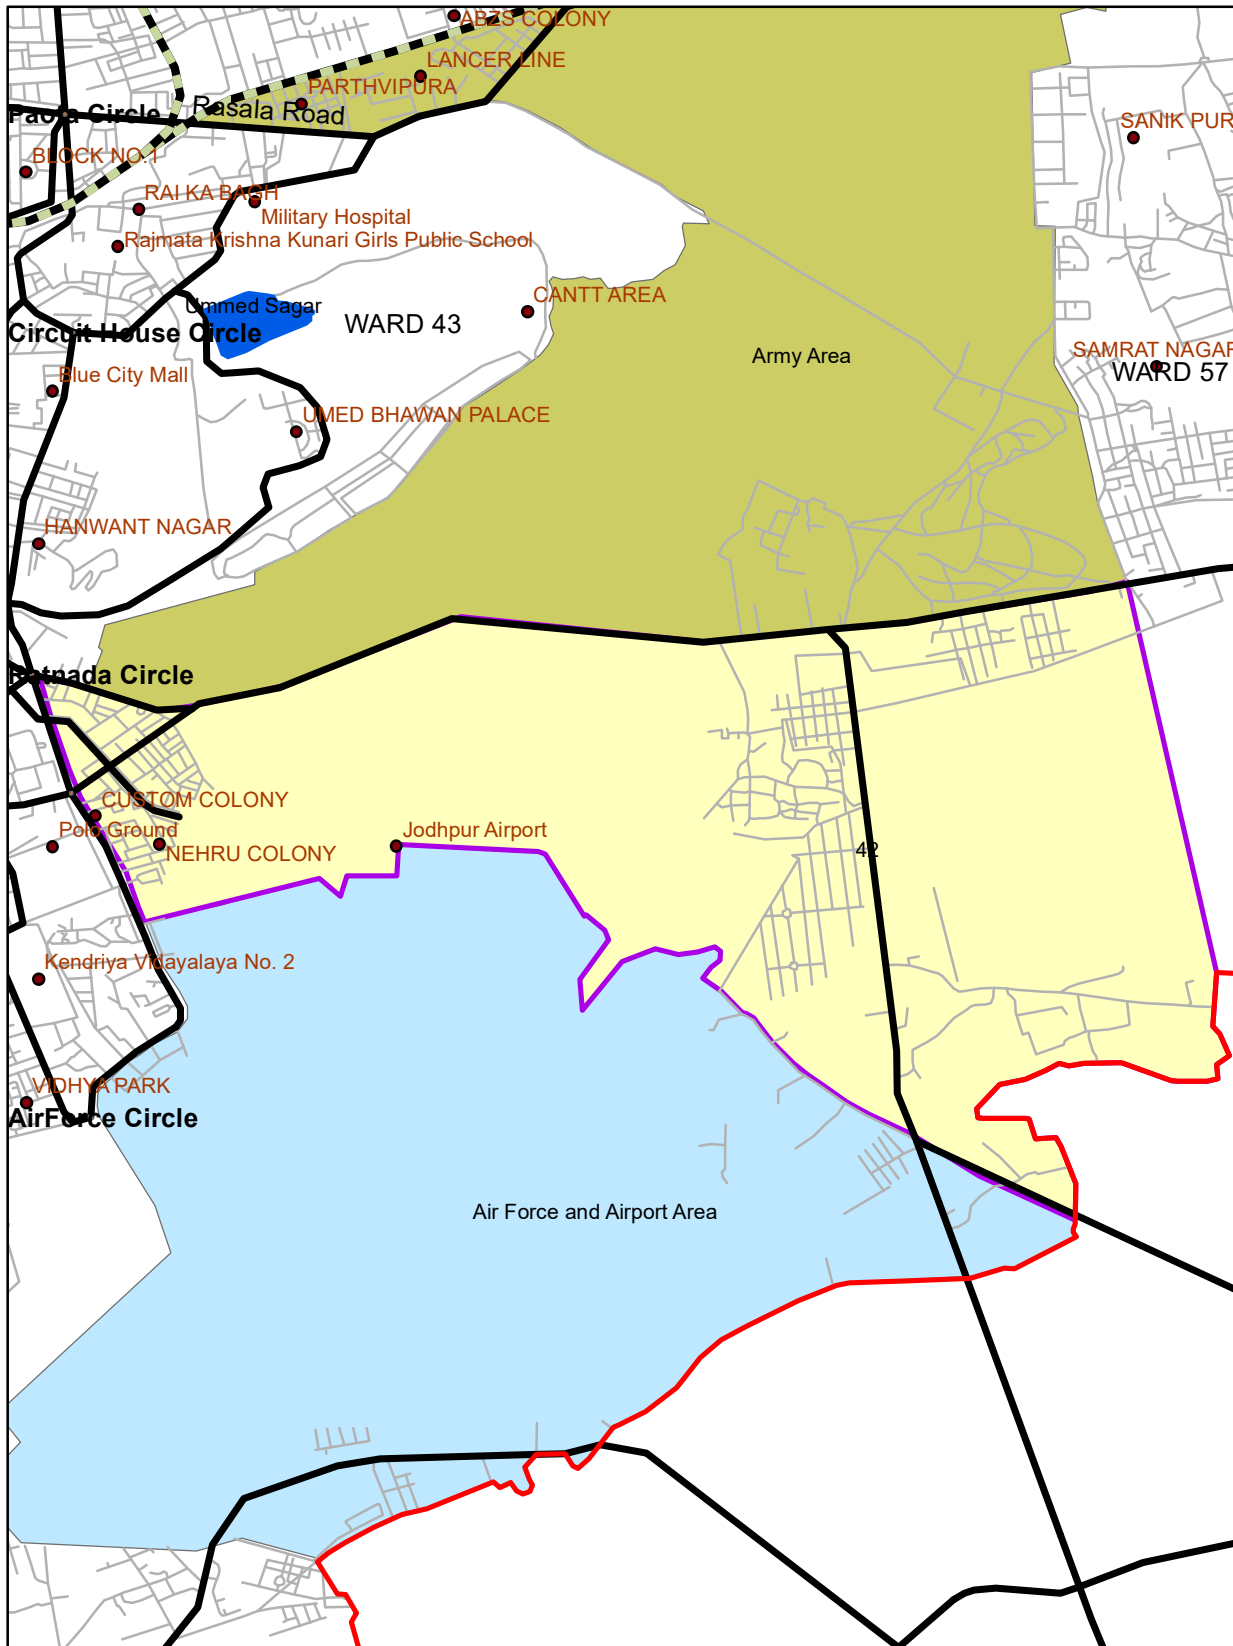 ABZS COLONY
LANCER LINE
PARTHVIPURA
Rasala Road
Paota Circle
SANIK PUR
BLOCK NO.1
RAI KA BAGH
Military Hospital
Rajmata Krishna Kunari Girls Public School
CANTT AREA
Ummed Sagar
WARD 43
Circuit House Circle
Army Area
SAMRAT NAGAR
WARD 57
Blue City Mall
UMED BHAWAN PALACE
HANWANT NAGAR
Ratnada Circle
CUSTOM COLONY
Polo Ground
Jodhpur Airport
NEHRU COLONY
42
Kendriya Vidayalaya No. 2
VIDHYA PARK
AirForce Circle
Air Force and Airport Area